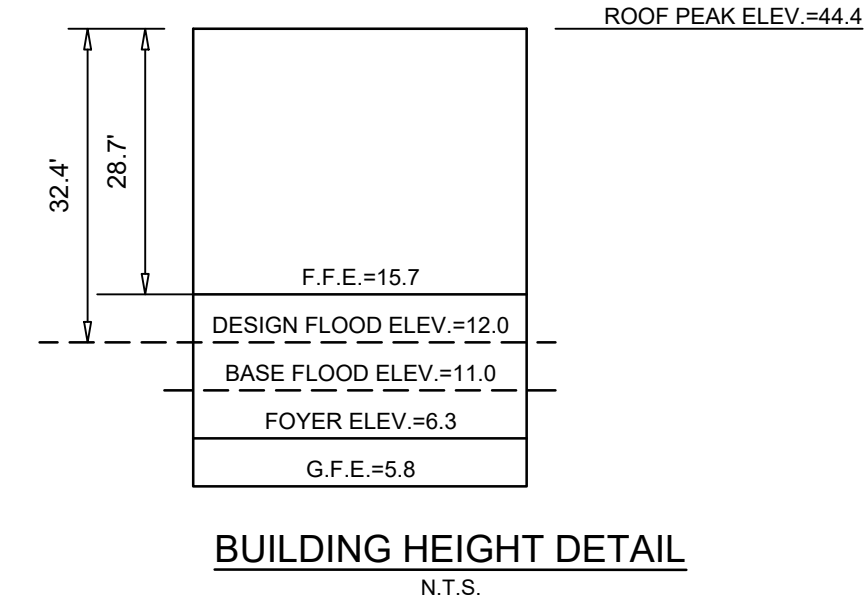 ROOF PEAK ELEV.=44.4
32.4'
28.7'
F.F.E.=15.7
DESIGN FLOOD ELEV.=12.0
BASE FLOOD ELEV.=11.0
FOYER ELEV.=6.3
G.F.E.=5.8
BUILDING HEIGHT DETAIL
N.T.S.